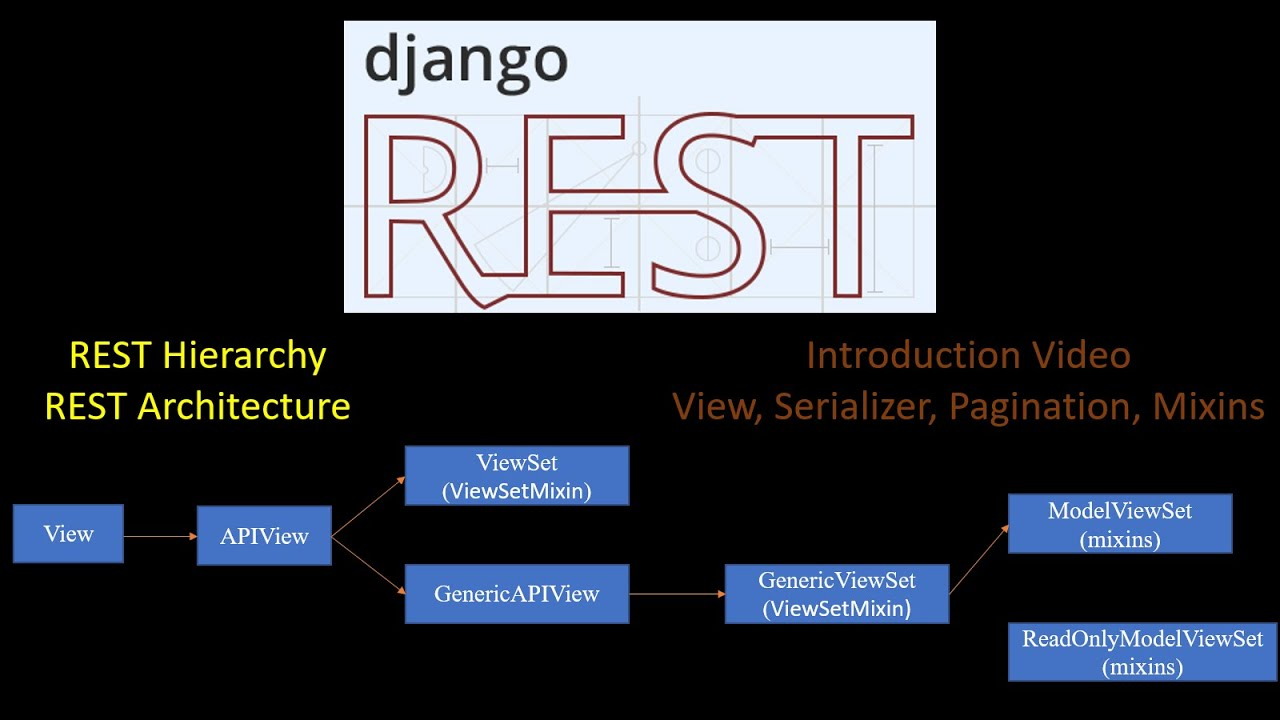 django
REST
REST Hierarchy
REST Architecture
Introduction Video
View, Serializer, Pagination, Mixins
View
APIView
ViewSet
(ViewSetMixin)
GenericAPIView
GenericViewSet
(ViewSetMixin)
ModelViewSet
(mixins)
ReadOnlyModelViewSet
(mixins)